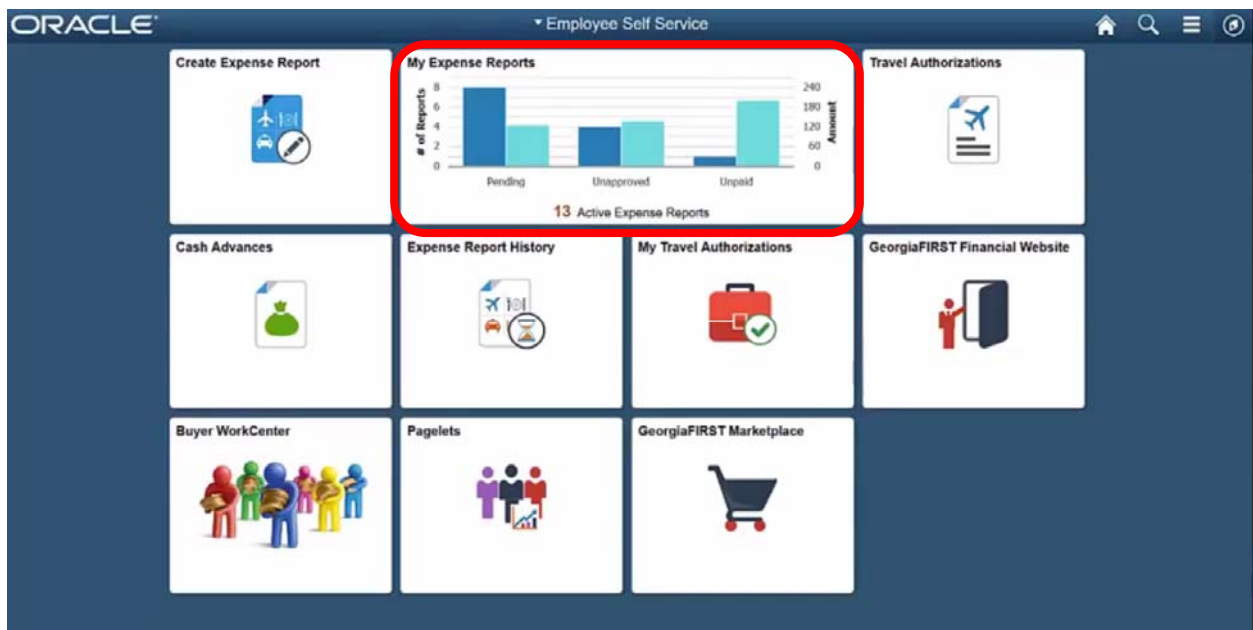 ORACLE
Employee Self Service
Create Expense Report
My Expense Reports
Travel Authorizations
# of Reports
8
6
4
2
0
240
180
120
60
0
Amount
Pending Unapproved Unpaid
13 Active Expense Reports
Cash Advances
Expense Report History
My Travel Authorizations
GeorgiaFIRST Financial Website
Buyer WorkCenter
Pagelets
GeorgiaFIRST Marketplace